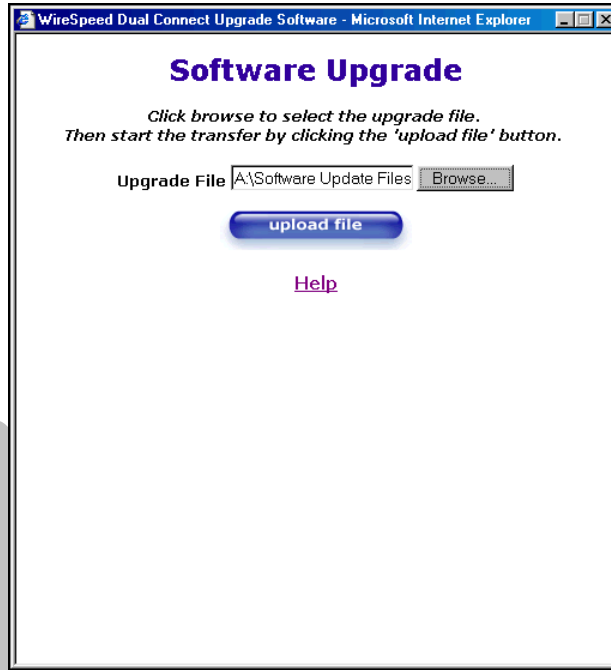 WireSpeed Dual Connect Upgrade Software - Microsoft Internet Explorer
Software Upgrade
Click browse to select the upgrade file.
Then start the transfer by clicking the 'upload file' button.
Upgrade File A:\Software Update Files Browse...
upload file
Help